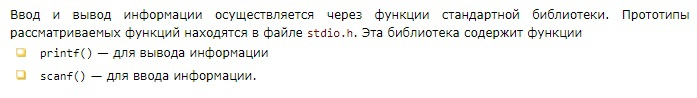 Ввод и вывод информации осуществляется через функции стандартной библиотеки. Прототипы
рассматриваемых функций находятся в файле stdio.h. Эта библиотека содержит функции
printf() — для вывода информации
scanf() — для ввода информации.